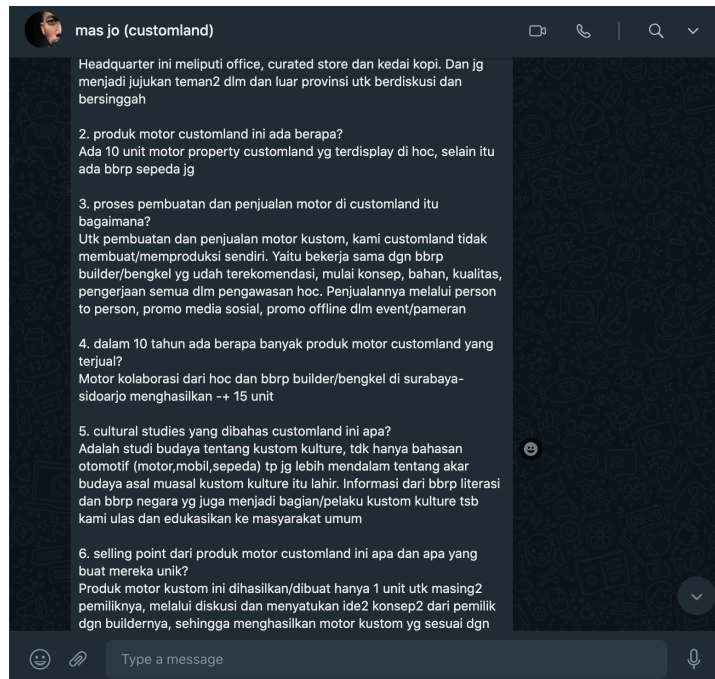 mas jo (customland)
Headquarter ini meliputi office, curated store dan kedai kopi. Dan jg
menjadi jujukan teman2 dlm dan luar provinsi utk berdiskusi dan
bersinggah
2. produk motor customland ini ada berapa?
Ada 10 unit motor property customland yg terdisplay di hoc, selain itu
ada bbrp sepeda jg
3. proses pembuatan dan penjualan motor di customland itu
bagaimana?
Utk pembuatan dan penjualan motor kustom, kami customland tidak
membuat/memproduksi sendiri. Yaitu bekerja sama dgn bbrp
builder/bengkel yg udah terekomendasi, mulai konsep, bahan, kualitas,
pengerjaan semua dlm pengawasan hoc. Penjualannya melalui person
to person, promo media sosial, promo offline dlm event/pameran
4. dalam 10 tahun ada berapa banyak produk motor customland yang
terjual?
Motor kolaborasi dari hoc dan bbrp builder/bengkel di surabaya-
sidoarjo menghasilkan -+ 15 unit
5. cultural studies yang dibahas customland ini apa?
Adalah studi budaya tentang kustom kulture, tdk hanya bahasan
otomotif (motor,mobil,sepeda) tp jg lebih mendalam tentang akar
budaya asal muasal kustom kulture itu lahir. Informasi dari bbrp literasi
dan bbrp negara yg juga menjadi bagian/pelaku kustom kulture tsb
kami ulas dan edukasikan ke masyarakat umum
6. selling point dari produk motor customland ini apa dan apa yang
buat mereka unik?
Produk motor kustom ini dihasilkan/dibuat hanya 1 unit utk masing2
pemiliknya, melalui diskusi dan menyatukan ide2 konsep2 dari pemilik
dgn buildernya, sehingga menghasilkan motor kustom yg sesuai dgn
Type a message